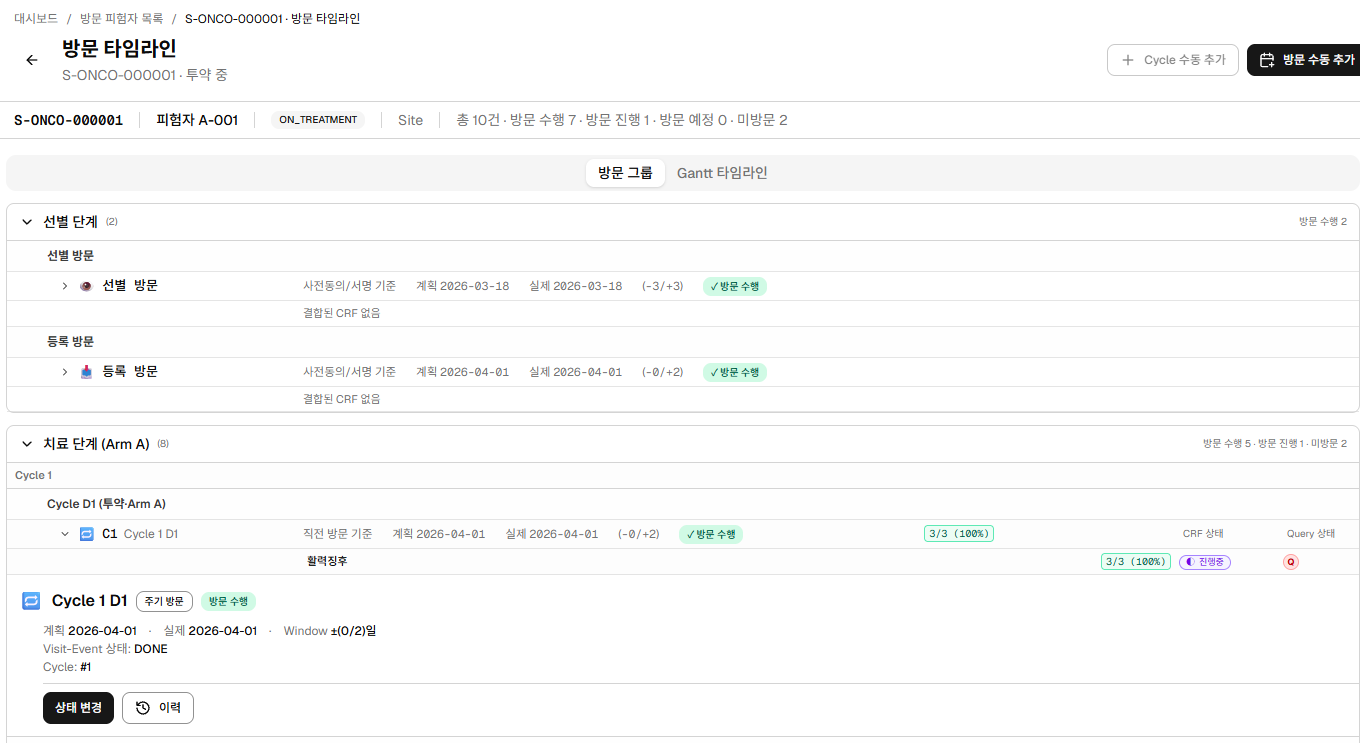 대시보드 / 방문 피험자 목록 / S-ONCO-000001 · 방문 타임라인
방문 타임라인
S-ONCO-000001 · 투약 중
Cycle 수동 추가
방문 수동 추가
S-ONCO-000001 피험자 A-001 ON_TREATMENT Site 총 10건 · 방문 수행 7 · 방문 진행 1 · 방문 예정 0 · 미방문 2
방문 그룹 Gantt 타임라인
선별 단계 (2) 방문 수행 2
선별 방문
선별 방문 사전동의/서명 기준 계획 2026-03-18 실제 2026-03-18 (-3/+3) ✓방문 수행
결합된 CRF 없음
등록 방문
등록 방문 사전동의/서명 기준 계획 2026-04-01 실제 2026-04-01 (-0/+2) ✓방문 수행
결합된 CRF 없음
치료 단계 (Arm A) (8) 방문 수행 5 · 방문 진행 1 · 미방문 2
Cycle 1
Cycle D1 (투약·Arm A)
C1 Cycle 1 D1 직전 방문 기준 계획 2026-04-01 실제 2026-04-01 (-0/+2) ✓방문 수행 3/3 (100%) CRF 상태 Query 상태
활력징후 3/3 (100%) 진행중 Q
Cycle 1 D1 주기 방문 방문 수행
계획 2026-04-01 · 실제 2026-04-01 · Window ±(0/2)일
Visit-Event 상태: DONE
Cycle: #1
상태 변경 이력